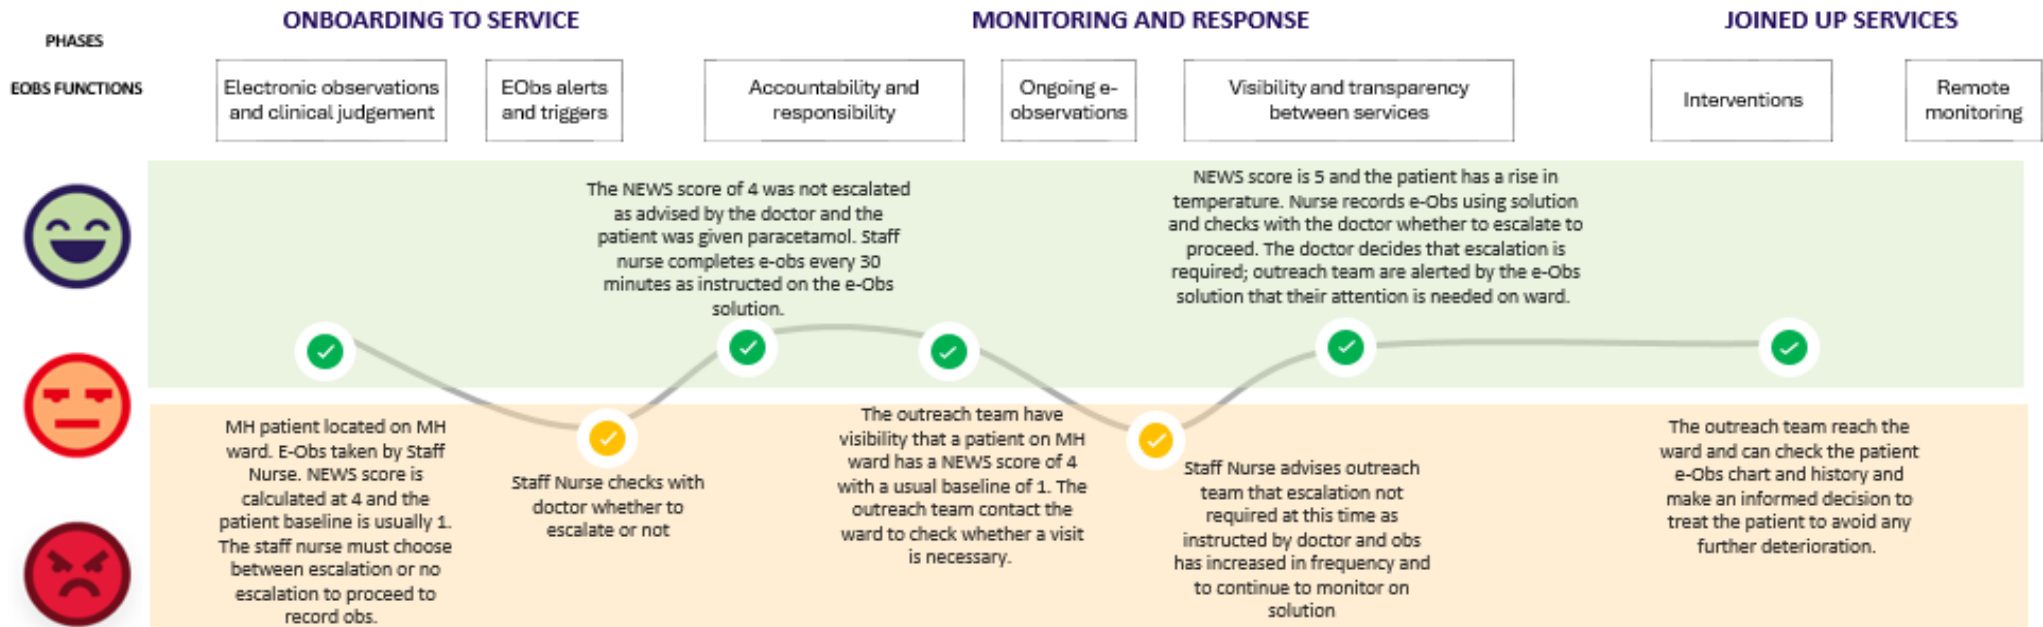 ONBOARDING TO SERVICE
MONITORING AND RESPONSE
JOINED UP SERVICES
PHASES
EOBS FUNCTIONS
Electronic observations
and clinical judgement
EObs alerts
and triggers
Accountability and
responsibility
Ongoing e-
observations
Visibility and transparency
between services
Interventions
Remote
monitoring
The NEWS score of 4 was not escalated
as advised by the doctor and the
patient was given paracetamol. Staff
nurse completes e-obs every 30
minutes as instructed on the e-Obs
solution.
NEWS score is 5 and the patient has a rise in
temperature. Nurse records e-Obs using solution
and checks with the doctor whether to escalate to
proceed. The doctor decides that escalation is
required; outreach team are alerted by the e-Obs
solution that their attention is needed on ward.
MH patient located on MH
ward. E-Obs taken by Staff
Nurse. NEWS score is
calculated at 4 and the
patient baseline is usually 1.
The staff nurse must choose
between escalation or no
escalation to proceed to
record obs.
Staff Nurse checks with
doctor whether to
escalate or not
The outreach team have
visibility that a patient on MH
ward has a NEWS score of 4
with a usual baseline of 1. The
outreach team contact the
ward to check whether a visit
is necessary.
Staff Nurse advises outreach
team that escalation not
required at this time as
instructed by doctor and obs
has increased in frequency and
to continue to monitor on
solution
The outreach team reach the
ward and can check the patient
e-Obs chart and history and
make an informed decision to
treat the patient to avoid any
further deterioration.